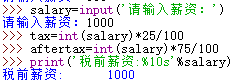 >>> salary=input('请输入薪资：')
请输入薪资：1000
>>> tax=int(salary)*25/100
>>> aftertax=int(salary)*75/100
>>> print('税前薪资:%10s'%salary)
税前薪资:      1000